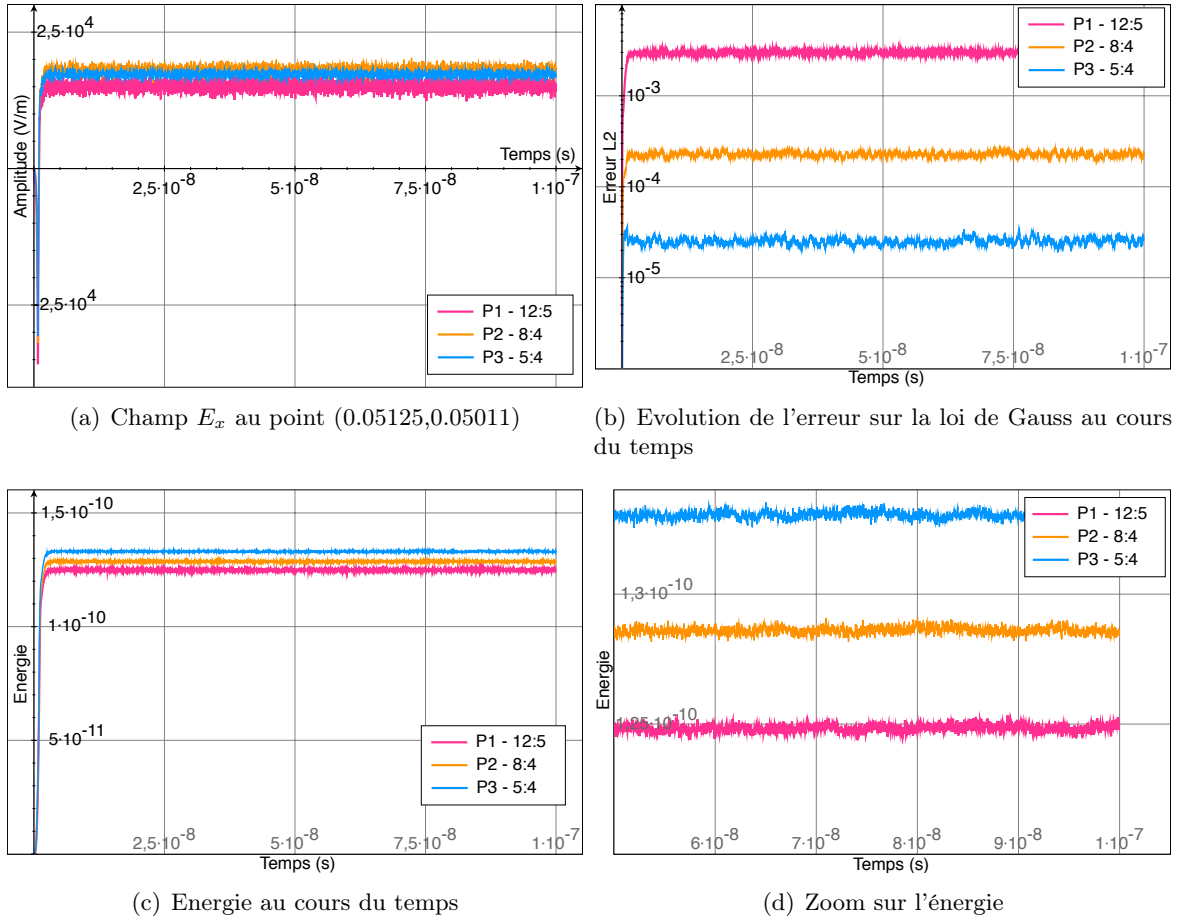 2,5·10^4
Amplitude (V/m)
Temps (s)
2,5·10^-8
5·10^-8
7,5·10^-8
1·10^-7
2,5·10^4
P1 - 12:5
P2 - 8:4
P3 - 5:4
(a) Champ E_x au point (0.05125,0.05011)
P1 - 12:5
P2 - 8:4
P3 - 5:4
10^-3
Erreur L2
10^-4
10^-5
2,5·10^-8
5·10^-8
7,5·10^-8
1·10^-7
Temps (s)
(b) Evolution de l'erreur sur la loi de Gauss au cours
du temps
1,5·10^-10
1·10^-10
Energie
5·10^-11
P1 - 12:5
P2 - 8:4
P3 - 5:4
2,5·10^-8
5·10^-8
7,5·10^-8
1·10^-7
Temps (s)
(c) Energie au cours du temps
P1 - 12:5
P2 - 8:4
P3 - 5:4
1,3·10^-10
Energie
1,25·10^-10
6·10^-8
7·10^-8
8·10^-8
9·10^-8
1·10^-7
Temps (s)
(d) Zoom sur l'énergie